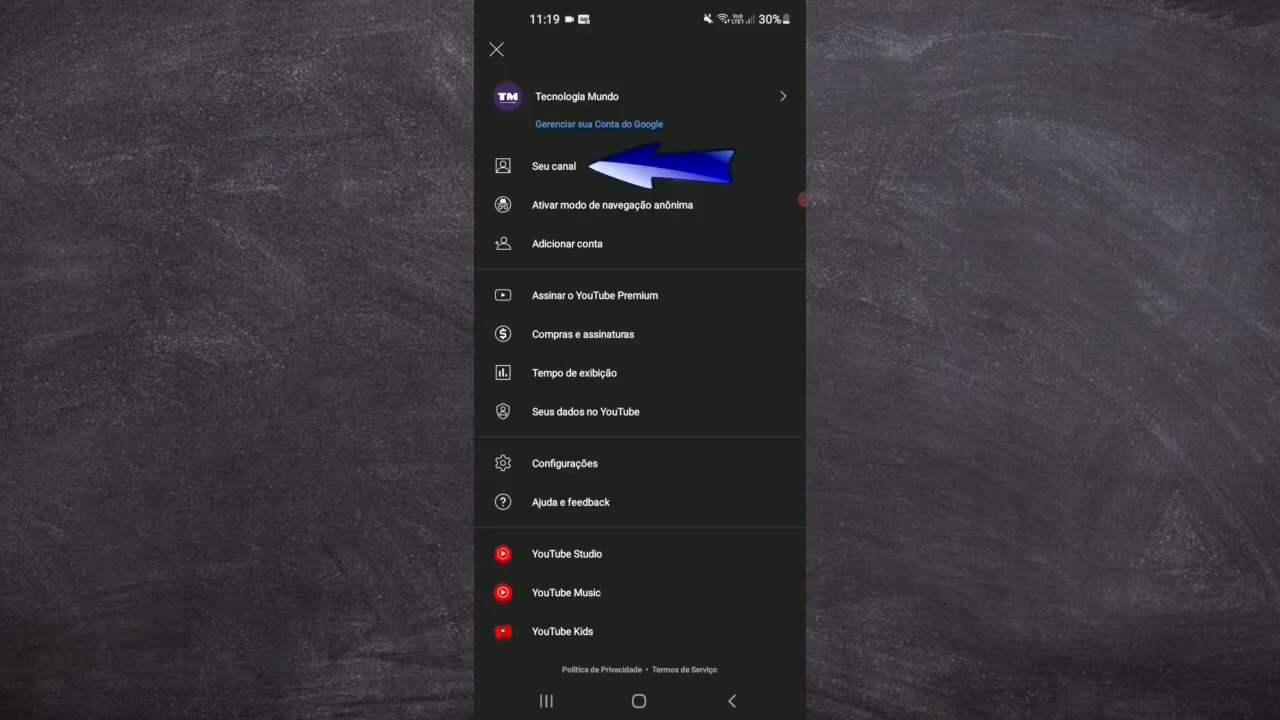 11:19
30%
TM
Tecnologia Mundo
Gerenciar sua Conta do Google
Seu canal
Ativar modo de navegação anônima
Adicionar conta
Assinar o YouTube Premium
Compras e assinaturas
Tempo de exibição
Seus dados no YouTube
Configurações
Ajuda e feedback
YouTube Studio
YouTube Music
YouTube Kids
Política de Privacidade • Termos de Serviço